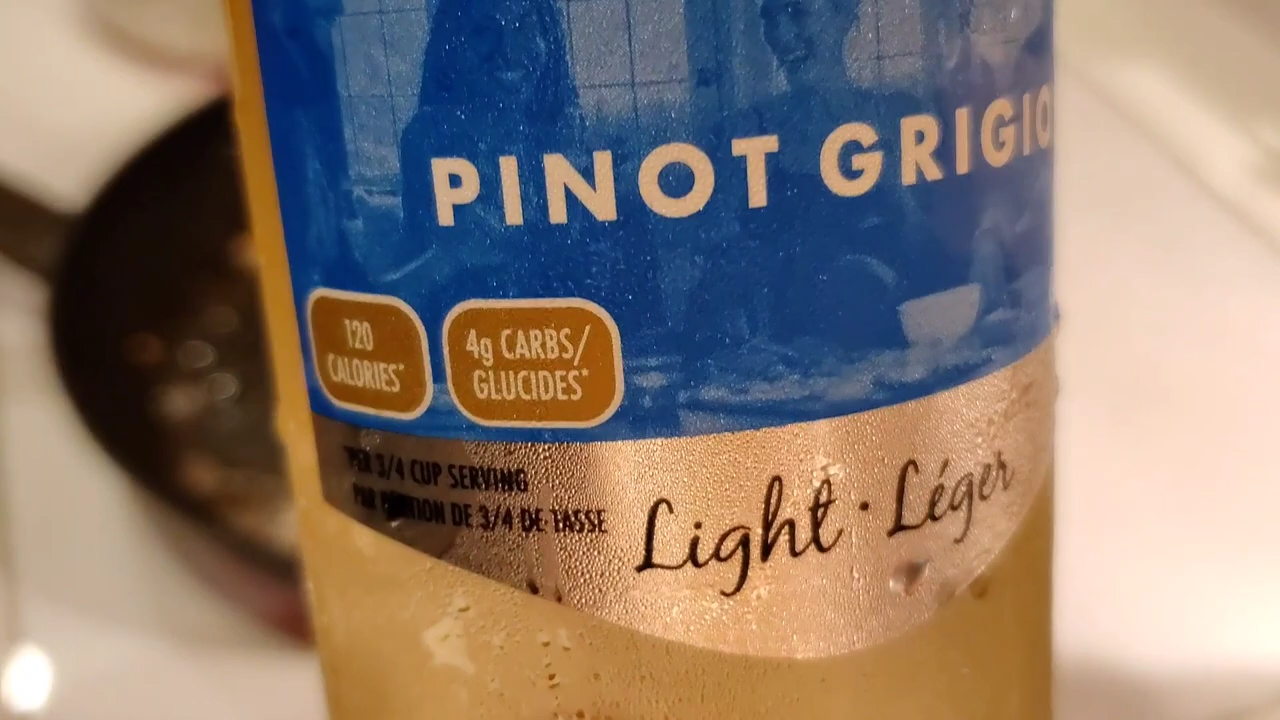 PINOT GRIGIO
120
CALORIES*
4g CARBS/
GLUCIDES*
*PER 3/4 CUP SERVING
PAR PORTION DE 3/4 DE TASSE
Light · Léger